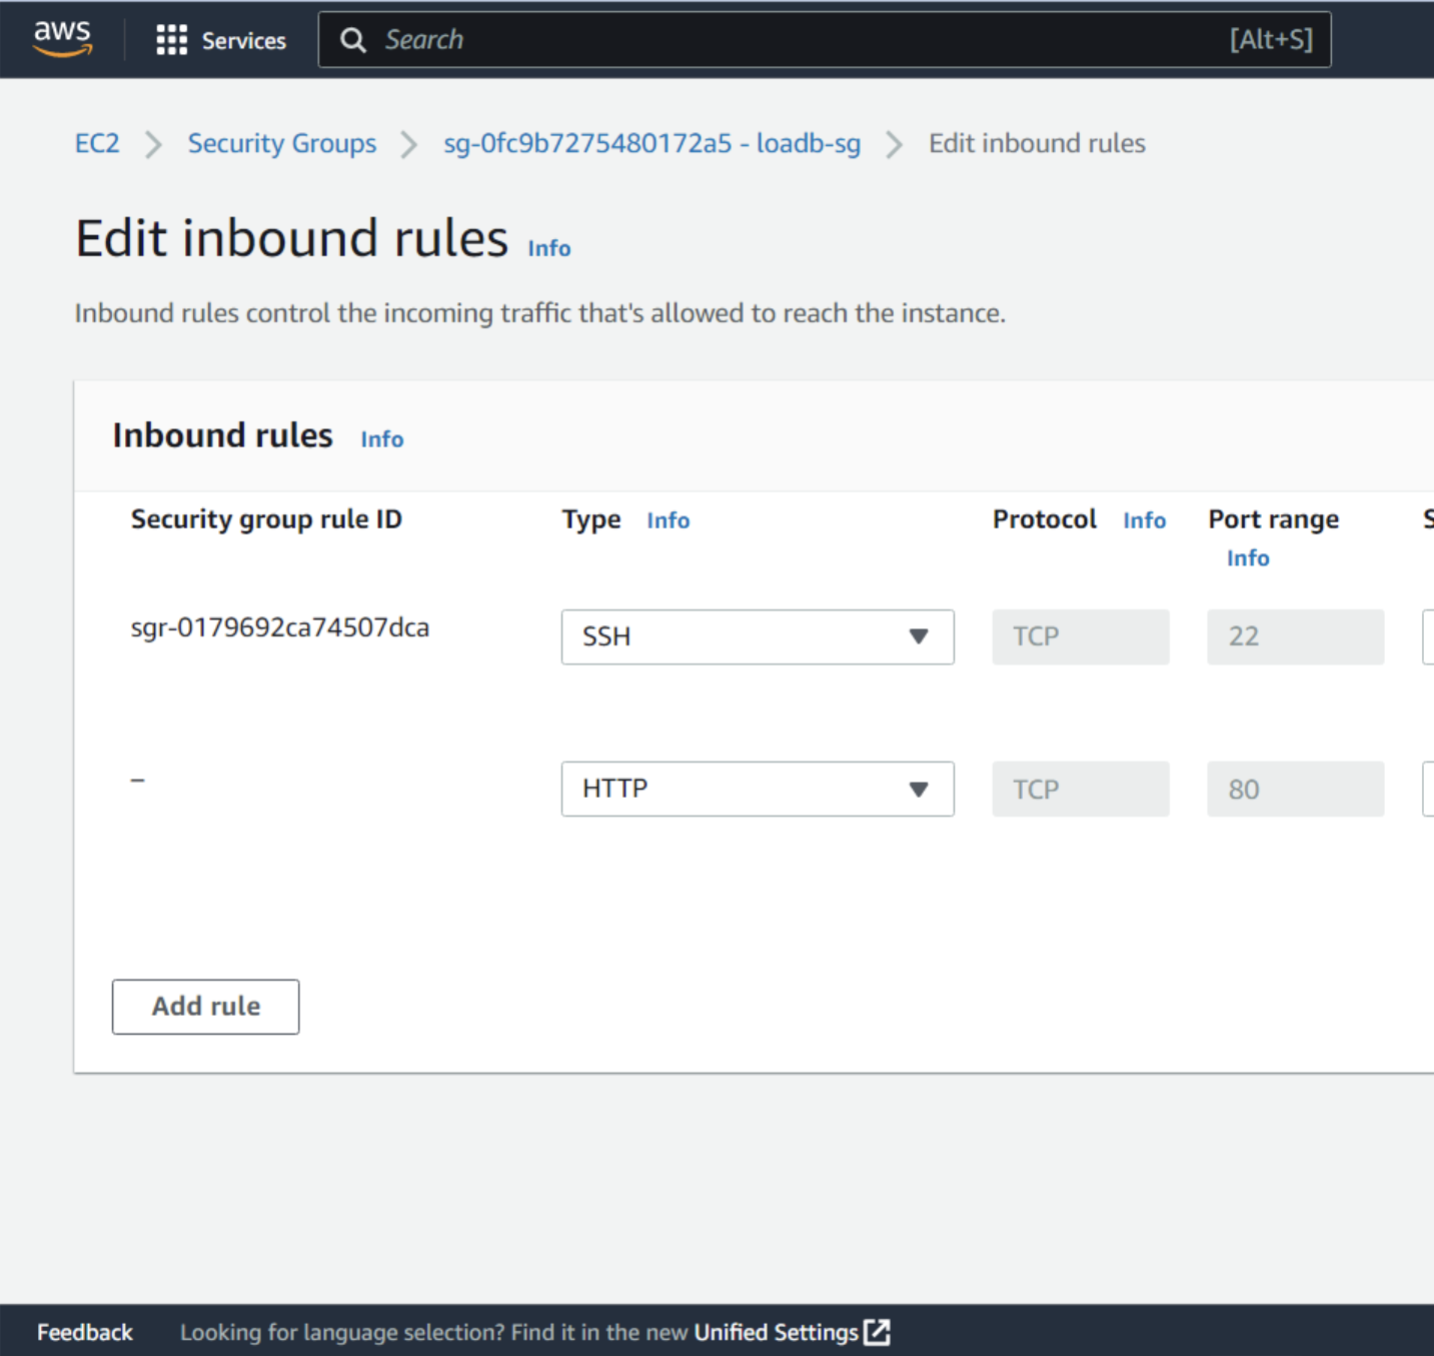 aws Services Search [Alt+S]
EC2 > Security Groups > sg-0fc9b7275480172a5 - loadb-sg > Edit inbound rules
Edit inbound rules Info
Inbound rules control the incoming traffic that's allowed to reach the instance.
Inbound rules Info
Security group rule ID Type Info Protocol Info Port range S
Info
sgr-0179692ca74507dca SSH TCP 22
– HTTP TCP 80
Add rule
Feedback Looking for language selection? Find it in the new Unified Settings